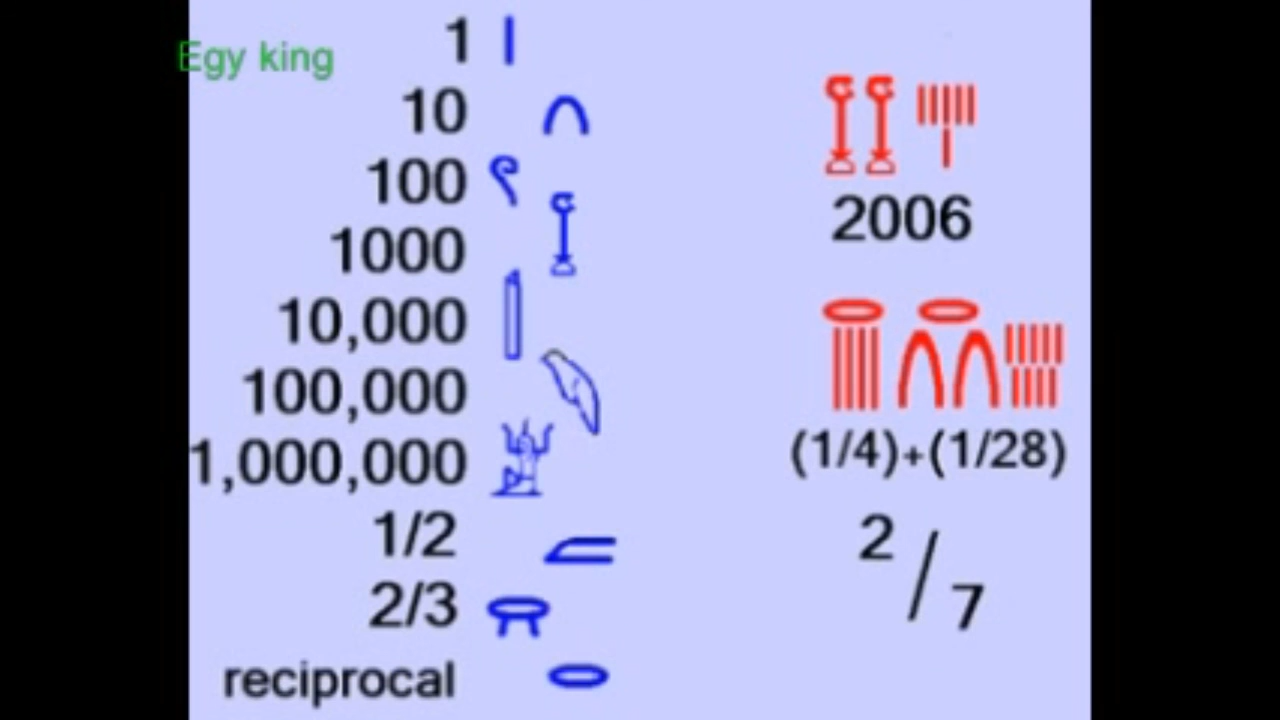 Egy king
1 𓏺
10 𓎆
100 𓍢
1000 𓆼
10,000 𓂭
100,000
1,000,000 𓁨
1/2 𓐛
2/3
reciprocal 𓂋
𓆼𓆼 𓏿
2006
(1/4)+(1/28)
2/7